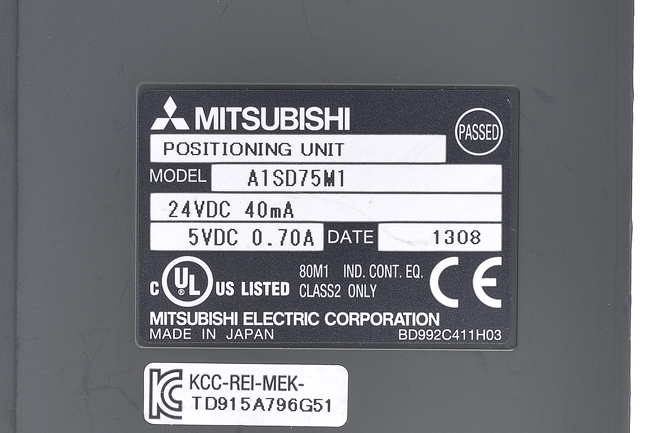 MITSUBISHI
PASSED
POSITIONING UNIT
MODEL A1SD75M1
24VDC 40mA
5VDC 0.70A DATE 1308
C UL US LISTED 80M1 IND. CONT. EQ.
CLASS2 ONLY CE
MITSUBISHI ELECTRIC CORPORATION
MADE IN JAPAN BD992C411H03
KCC-REI-MEK-
TD915A796G51